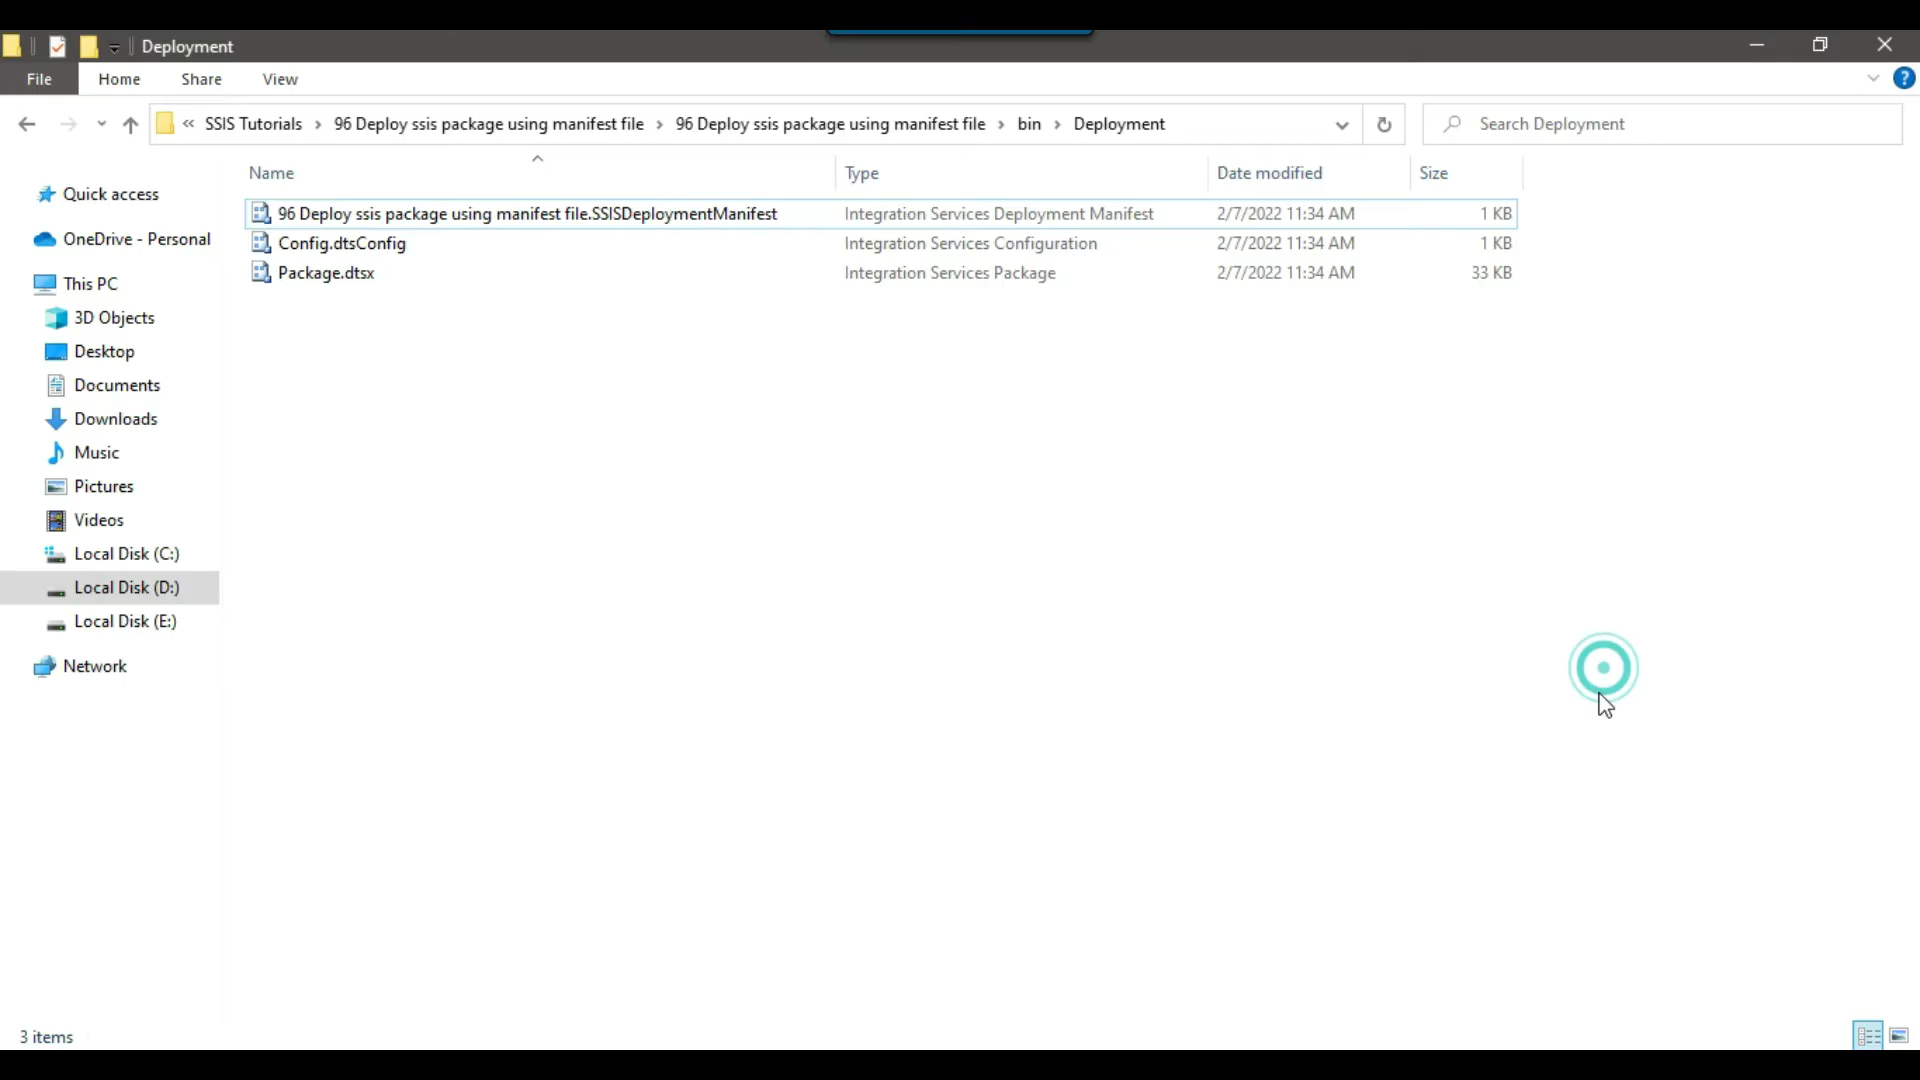 Deployment
File Home Share View
« SSIS Tutorials › 96 Deploy ssis package using manifest file › 96 Deploy ssis package using manifest file › bin › Deployment
Search Deployment
Name Type Date modified Size
96 Deploy ssis package using manifest file.SSISDeploymentManifest Integration Services Deployment Manifest 2/7/2022 11:34 AM 1 KB
Config.dtsConfig Integration Services Configuration 2/7/2022 11:34 AM 1 KB
Package.dtsx Integration Services Package 2/7/2022 11:34 AM 33 KB
Quick access
OneDrive - Personal
This PC
3D Objects
Desktop
Documents
Downloads
Music
Pictures
Videos
Local Disk (C:)
Local Disk (D:)
Local Disk (E:)
Network
3 items